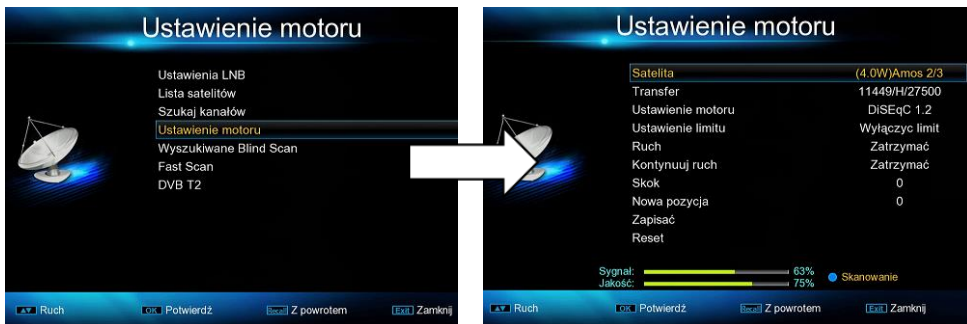 Ustawienie motoru
Ustawienia LNB
Lista satelitów
Szukaj kanałów
Ustawienie motoru
Wyszukiwane Blind Scan
Fast Scan
DVB T2
▲▼ Ruch OK Potwierdż Recall Z powrotem Exit Zamknij
Ustawienie motoru
Satelita (4.0W)Amos 2/3
Transfer 11449/H/27500
Ustawienie motoru DiSEqC 1.2
Ustawienie limitu Wyłączyc limit
Ruch Zatrzymać
Kontynuuj ruch Zatrzymać
Skok 0
Nowa pozycja 0
Zapisać
Reset
Sygnał: 63%
Jakość: 75%
Skanowanie
▲▼ Ruch OK Potwierdż Recall Z powrotem Exit Zamknij